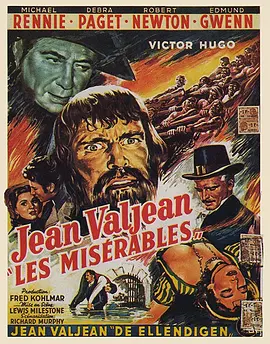 MICHAEL DEBRA ROBERT EDMUND
RENNIE - PAGET - NEWTON - GWENN
VICTOR HUGO
Jean Valjean
"LES MISÉRABLES"
Production
FRED KOHLMAR
Mise en Scène
LEWIS MILESTONE
RICHARD MURPHY
JEAN VALJEAN "DE ELLENDIGEN"